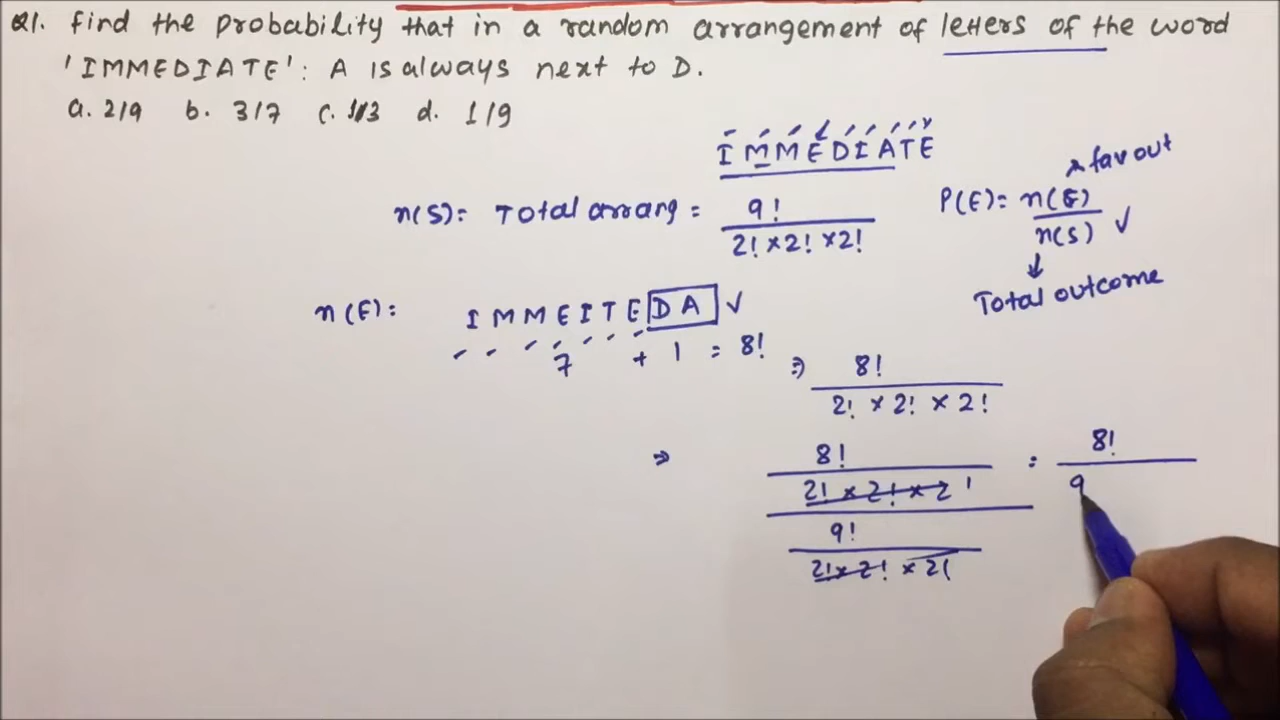 Q1. Find the probability that in a random arrangement of letters of the word
'IMMEDIATE': A is always next to D.
a. 2/9 b. 3/7 c. 1/3 d. 1/9
IMMEDIATE
n(S): Total arrang = 9! / 2! × 2! × 2!
P(E) = n(E) / n(S) ✓
fav out
Total outcome
n(E): IMMEITE DA ✓
7 + 1 = 8!
⇒ 8! / 2! × 2! × 2!
⇒ 8! / 2! × 2! × 2! = 8!
9! / 2! × 2! × 2! 9